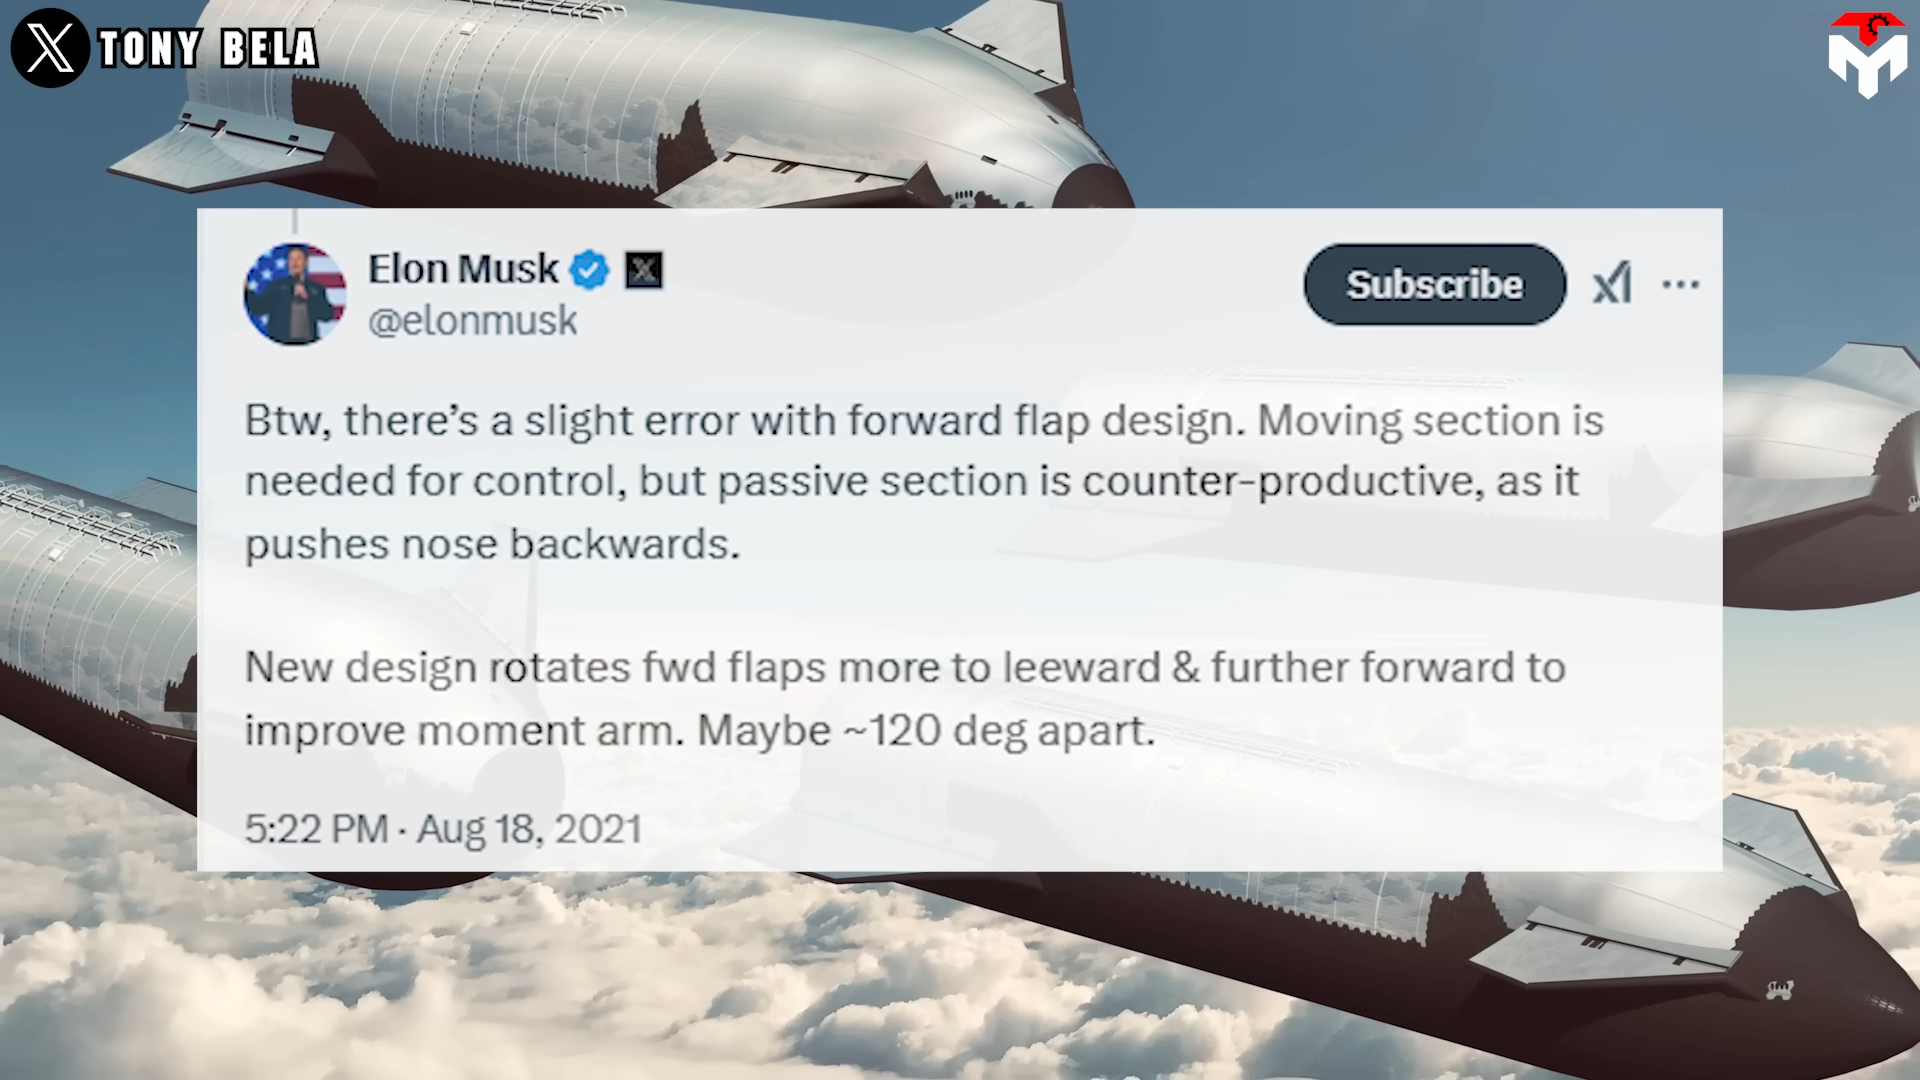 TONY BELA
Elon Musk
@elonmusk
Subscribe
Btw, there’s a slight error with forward flap design. Moving section is
needed for control, but passive section is counter-productive, as it
pushes nose backwards.
New design rotates fwd flaps more to leeward & further forward to
improve moment arm. Maybe ~120 deg apart.
5:22 PM · Aug 18, 2021